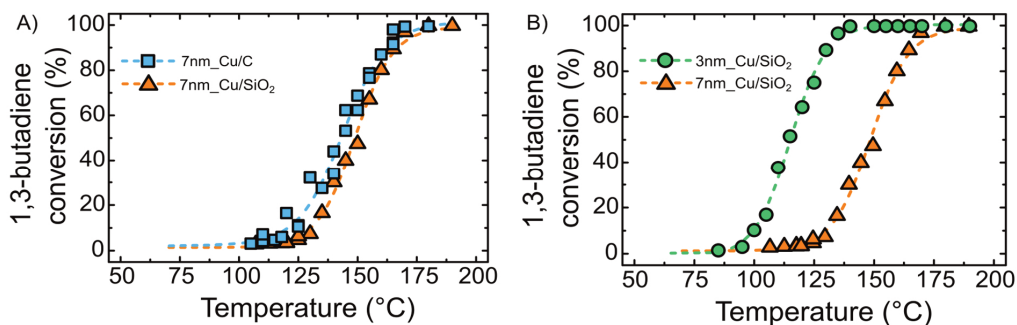 A)
1,3-butadiene
conversion (%)
100
80
60
40
20
0
7nm_Cu/C
7nm_Cu/SiO₂
50 75 100 125 150 175 200
Temperature (°C)
B)
1,3-butadiene
conversion (%)
100
80
60
40
20
0
3nm_Cu/SiO₂
7nm_Cu/SiO₂
50 75 100 125 150 175 200
Temperature (°C)